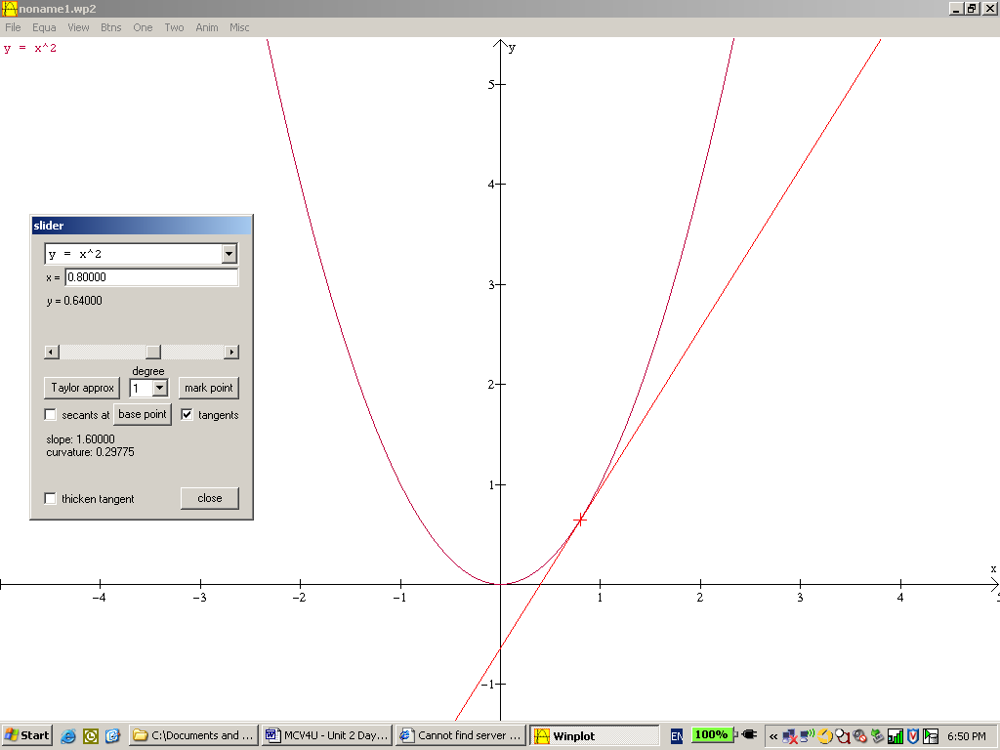 noname1.wp2
File Equa View Btns One Two Anim Misc
y = x^2
y
5
4
3
2
1
-1
-4 -3 -2 -1 1 2 3 4
x
slider
y = x^2
x = 0.80000
y = 0.64000
degree
Taylor approx 1 mark point
secants at base point tangents
slope: 1.60000
curvature: 0.29775
thicken tangent close
Start C:\Documents and ... MCV4U - Unit 2 Day... Cannot find server ... Winplot EN 100% « 6:50 PM